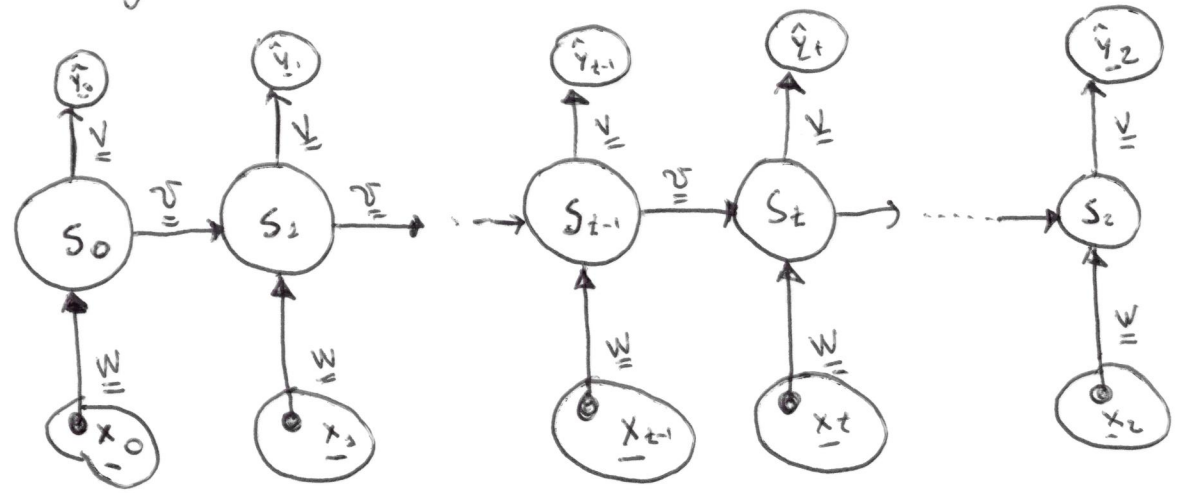 ŷ₀ ŷ₁ ŷt-1 ŷt ŷ2
V V V V V
S0 v S1 v St-1 v St S2
W W W W W
x0 x1 xt-1 xt x2